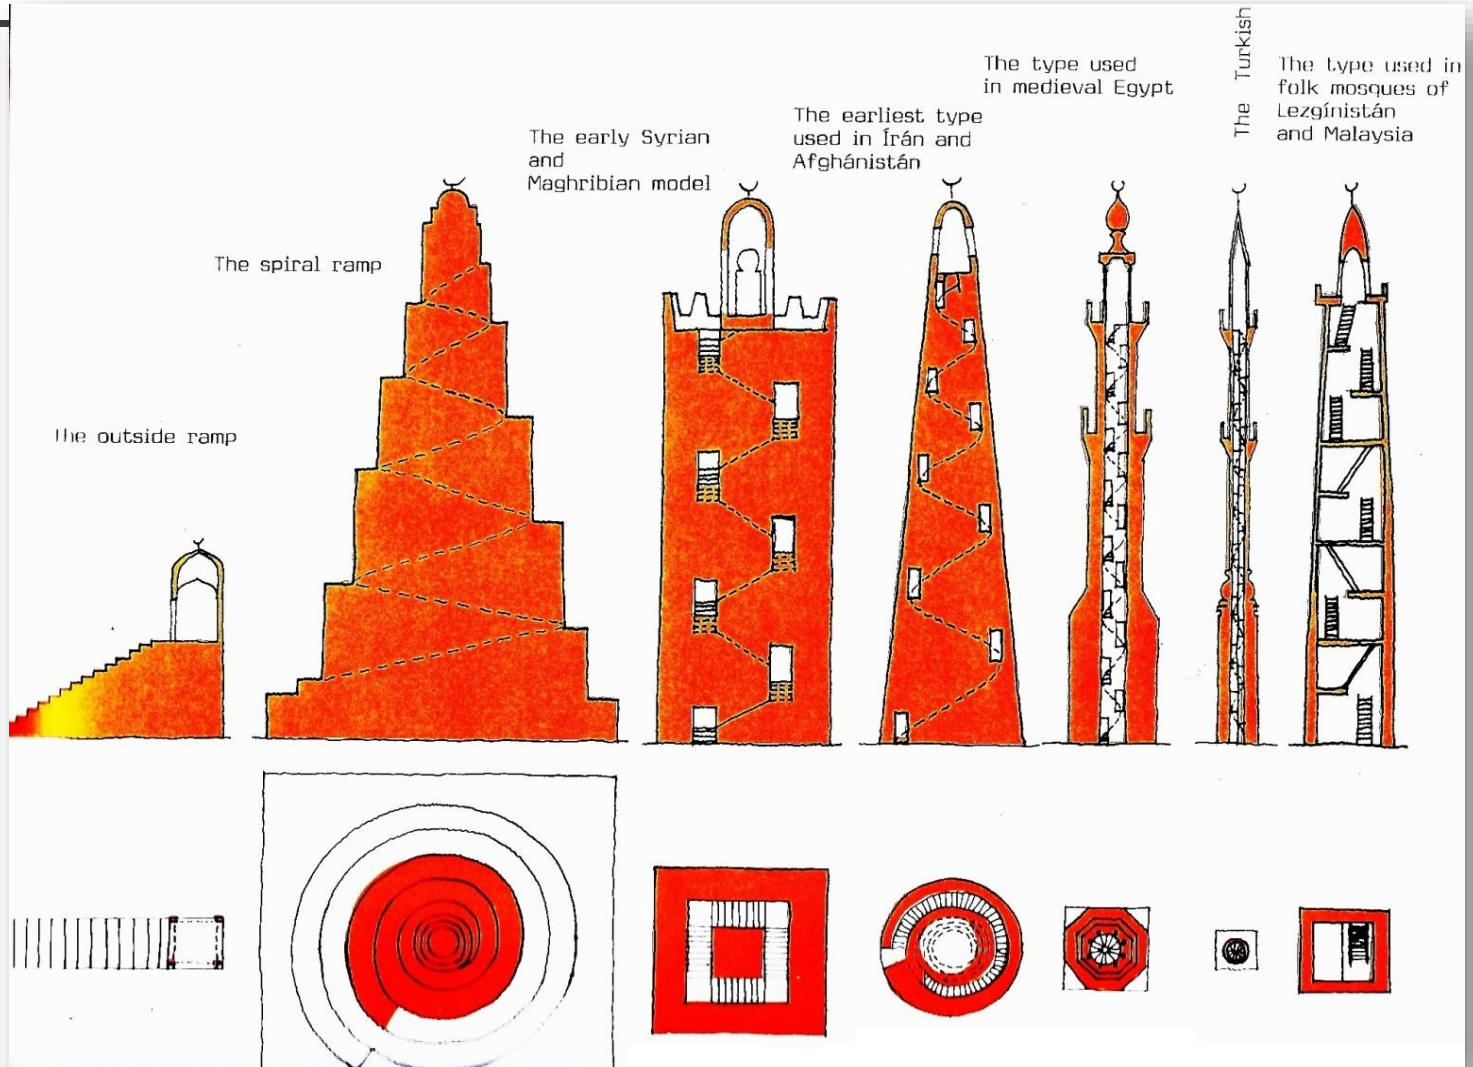 The outside ramp
The spiral ramp
The early Syrian
and
Maghribian model
The earliest type
used in Írán and
Afghánistán
The type used
in medieval Egypt
The Turkish
The type used in
folk mosques of
Lezgínistán
and Malaysia